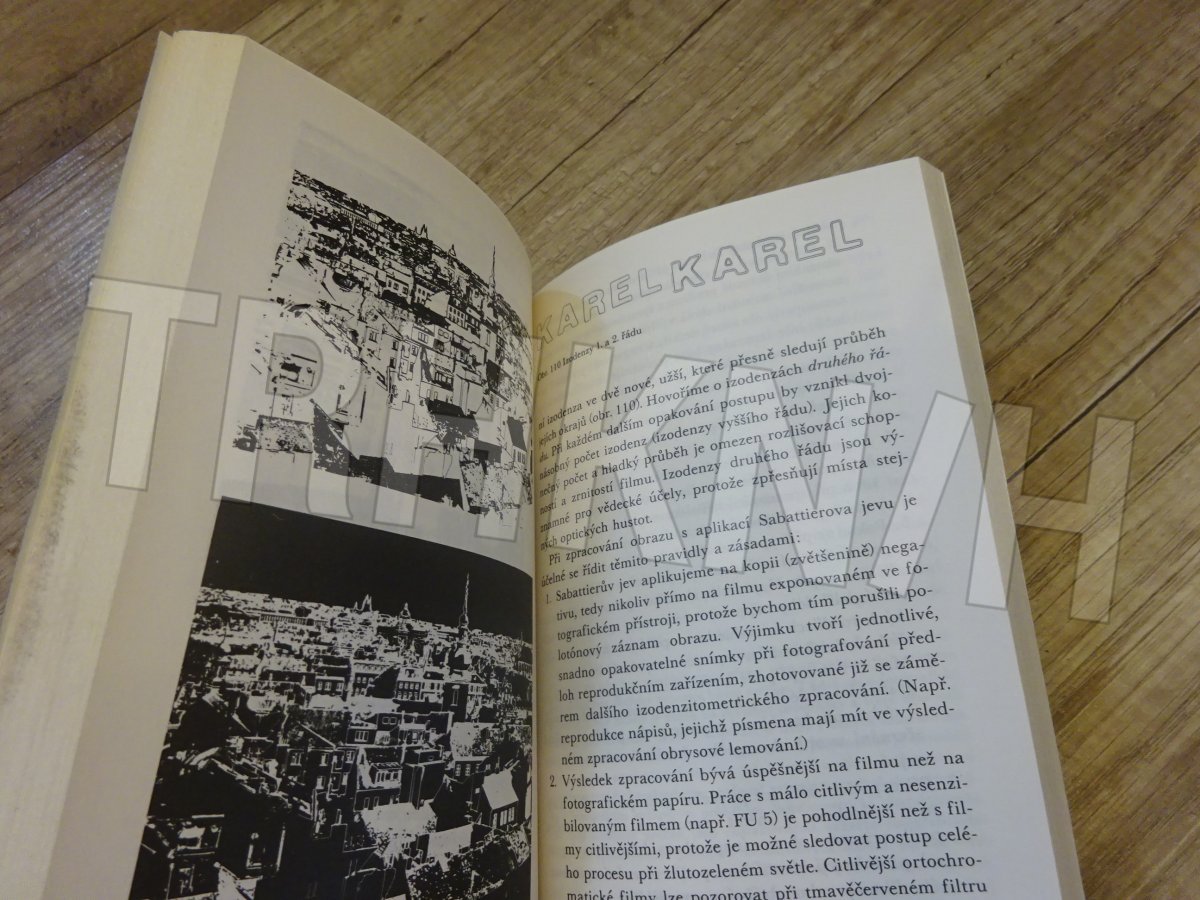 KAREL KAREL
Obr. 110 Izodenzy 1. a 2. řádu
ní izodenza ve dvě nové, užší, které přesně sledují průběh
jejích okrajů (obr. 110). Hovoříme o izodenzách druhého řá-
du. Při každém dalším opakování postupu by vznikl dvoj-
násobný počet izodenz (izodenzy vyššího řádu). Jejich ko-
nečný počet a hladký průběh je omezen rozlišovací schop-
ností a zrnitostí filmu. Izodenzy druhého řádu jsou vý-
znamné pro vědecké účely, protože zpřesňují místa stej-
ných optických hustot.
Při zpracování obrazu s aplikací Sabattierova jevu je
účelné se řídit těmito pravidly a zásadami:
1. Sabattierův jev aplikujeme na kopii (zvětšenině) nega-
tivu, tedy nikoliv přímo na filmu exponovaném ve fo-
tografickém přístroji, protože bychom tím porušili po-
lotónový záznam obrazu. Výjimku tvoří jednotlivé,
snadno opakovatelné snímky při fotografování před-
loh reprodukčním zařízením, zhotovované již se zámě-
rem dalšího izodenzitometrického zpracování. (Např.
reprodukce nápisů, jejichž písmena mají mít ve výsled-
ném zpracování obrysové lemování.)
2. Výsledek zpracování bývá úspěšnější na filmu než na
fotografickém papíru. Práce s málo citlivým a nesenzi-
bilovaným filmem (např. FU 5) je pohodlnější než s fil-
my citlivějšími, protože je možné sledovat postup celé-
ho procesu při žlutozeleném světle. Citlivější ortochro-
matické filmy lze pozorovat při tmavěčerveném filtru